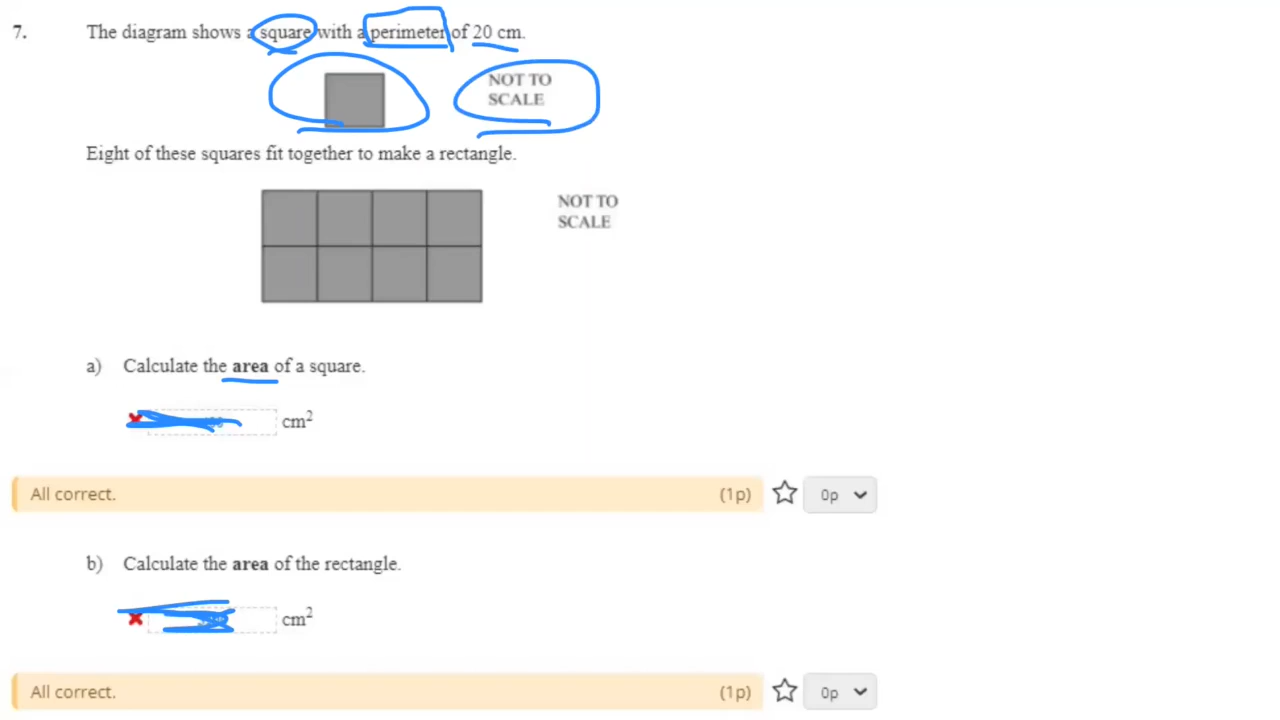 7. The diagram shows a square with a perimeter of 20 cm.
NOT TO
SCALE
Eight of these squares fit together to make a rectangle.
NOT TO
SCALE
a) Calculate the area of a square.
cm²
All correct. (1p) 0p
b) Calculate the area of the rectangle.
cm²
All correct. (1p) 0p